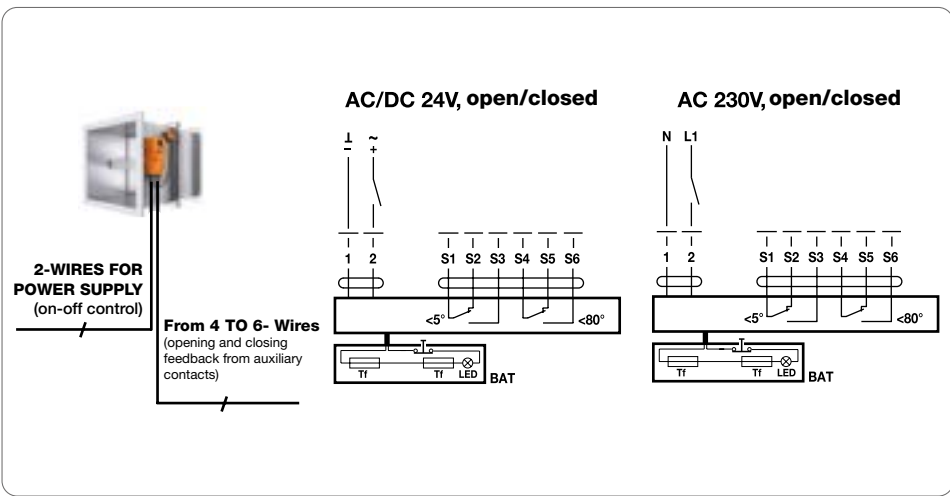 AC/DC 24V, open/closed
⊥ ~
− +
1 2 S1 S2 S3 S4 S5 S6
<5° <80°
Tf Tf LED BAT
AC 230V, open/closed
N L1
1 2 S1 S2 S3 S4 S5 S6
<5° <80°
Tf Tf LED BAT
2-WIRES FOR
POWER SUPPLY
(on-off control)
From 4 TO 6- Wires
(opening and closing
feedback from auxiliary
contacts)